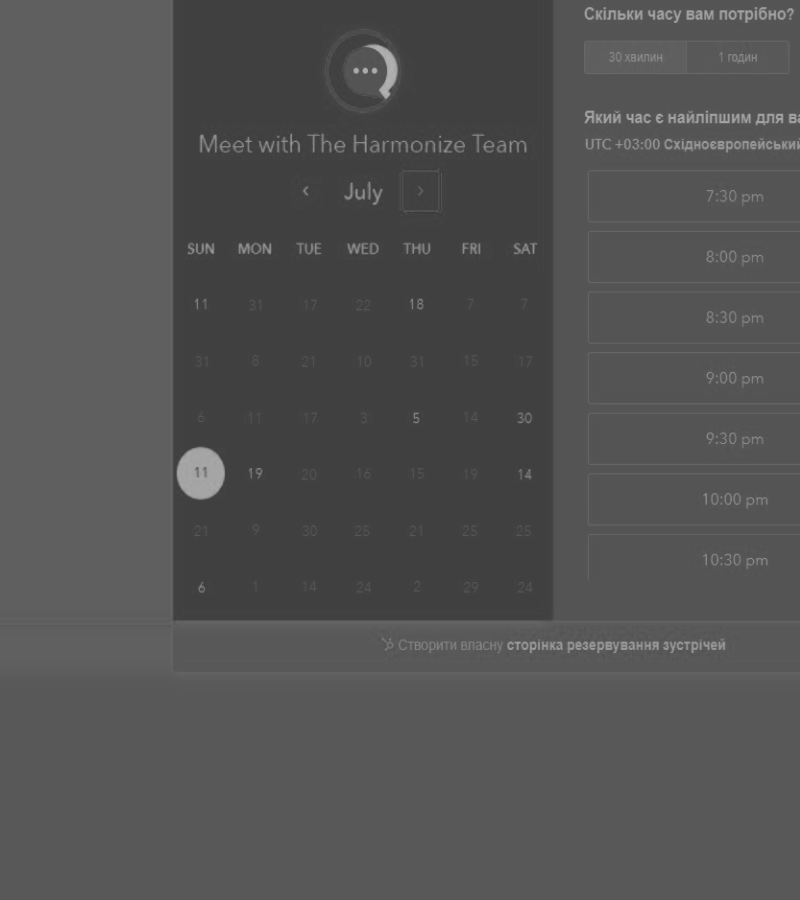 Скільки часу вам потрібно?
30 хвилин 1 годин
Meet with The Harmonize Team
‹ July ›
SUN MON TUE WED THU FRI SAT
11 31 17 22 18 7 7
31 8 21 10 31 15 17
6 11 17 3 5 14 30
11 19 20 16 15 19 14
21 9 30 25 21 25 25
6 1 14 24 2 29 24
Який час є найліпшим для
UTC +03:00 Східноєвропейський
7:30 pm
8:00 pm
8:30 pm
9:00 pm
9:30 pm
10:00 pm
10:30 pm
Створити власну сторінка резервування зустрічей